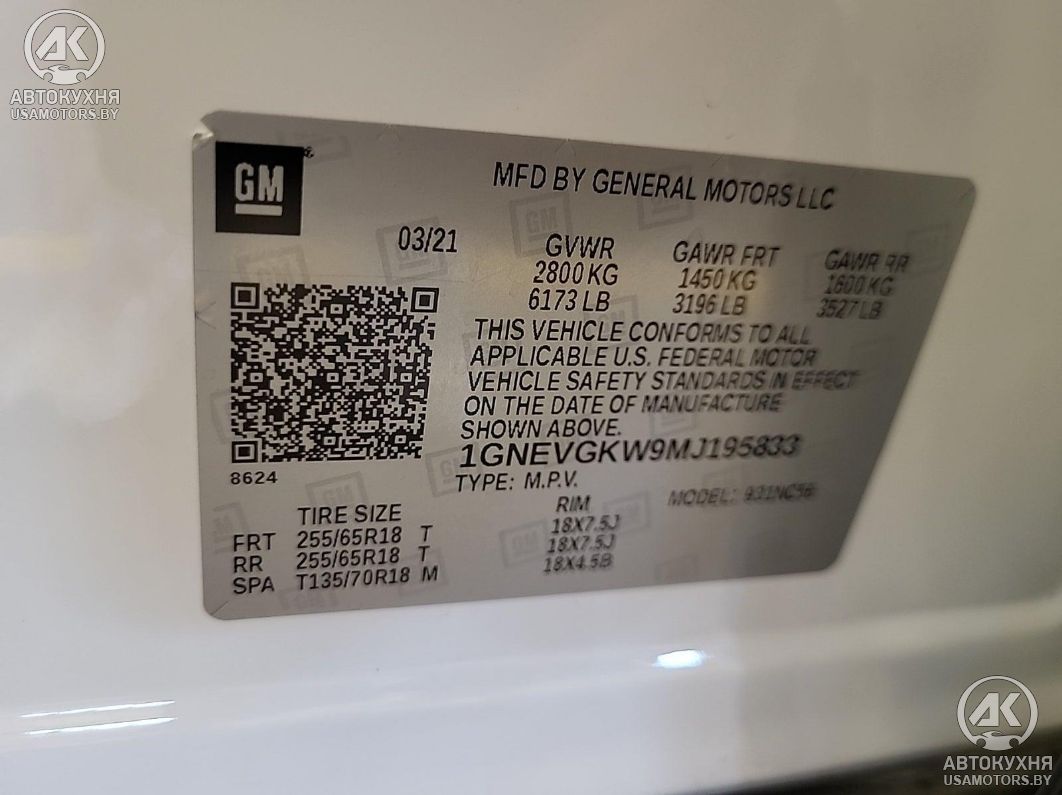 АВТОКУХНЯ
USAMOTORS.BY
GM
MFD BY GENERAL MOTORS LLC
03/21
GVWR GAWR FRT GAWR RR
2800 KG 1450 KG 1600 KG
6173 LB 3196 LB 3527 LB
THIS VEHICLE CONFORMS TO ALL
APPLICABLE U.S. FEDERAL MOTOR
VEHICLE SAFETY STANDARDS IN EFFECT
ON THE DATE OF MANUFACTURE
SHOWN ABOVE.
1GNEVGKW9MJ195833
8624
TYPE: M.P.V. MODEL:
TIRE SIZE RIM
FRT 255/65R18 T 18X7.5J
RR 255/65R18 T 18X7.5J
SPA T135/70R18 M 18X4.5B
АВТОКУХНЯ
USAMOTORS.BY